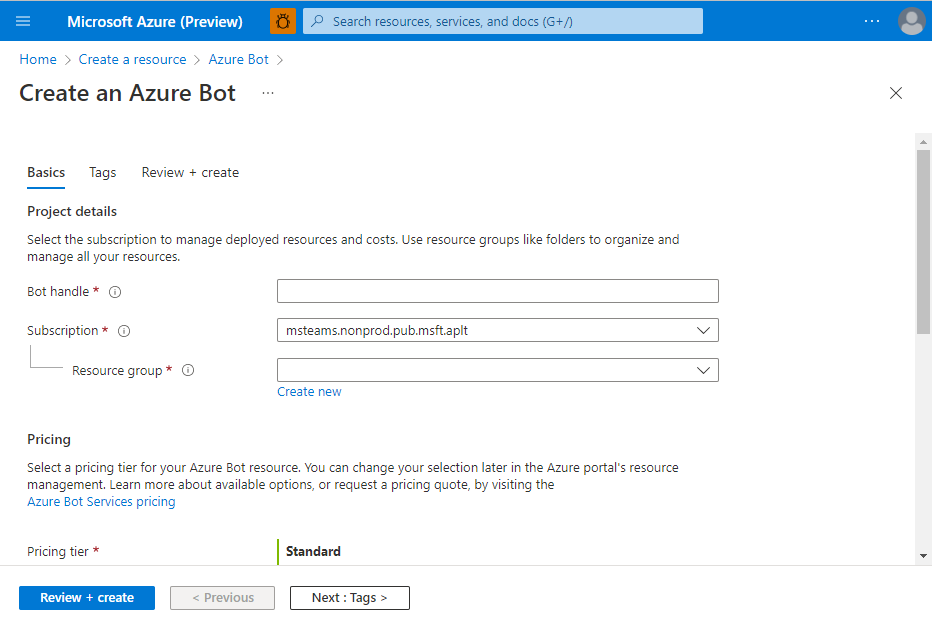 Microsoft Azure (Preview)
Search resources, services, and docs (G+/)
Home > Create a resource > Azure Bot >
Create an Azure Bot ...
Basics Tags Review + create
Project details
Select the subscription to manage deployed resources and costs. Use resource groups like folders to organize and
manage all your resources.
Bot handle *
Subscription * msteams.nonprod.pub.msft.aplt
Resource group *
Create new
Pricing
Select a pricing tier for your Azure Bot resource. You can change your selection later in the Azure portal's resource
management. Learn more about available options, or request a pricing quote, by visiting the
Azure Bot Services pricing
Pricing tier * Standard
Review + create < Previous Next : Tags >